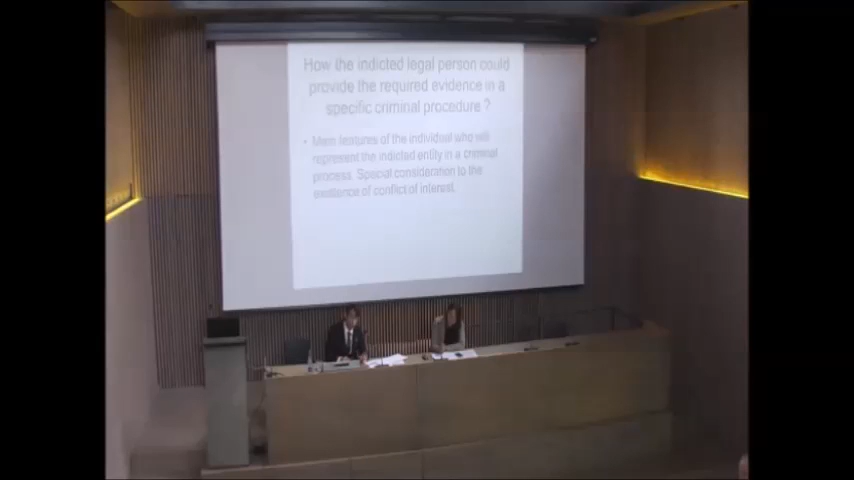 How the indicted legal person could
provide the required evidence in a
specific criminal procedure ?
• Main features of the individual who will
represent the indicted entity in a criminal
process. Special consideration to the
existence of conflict of interest.